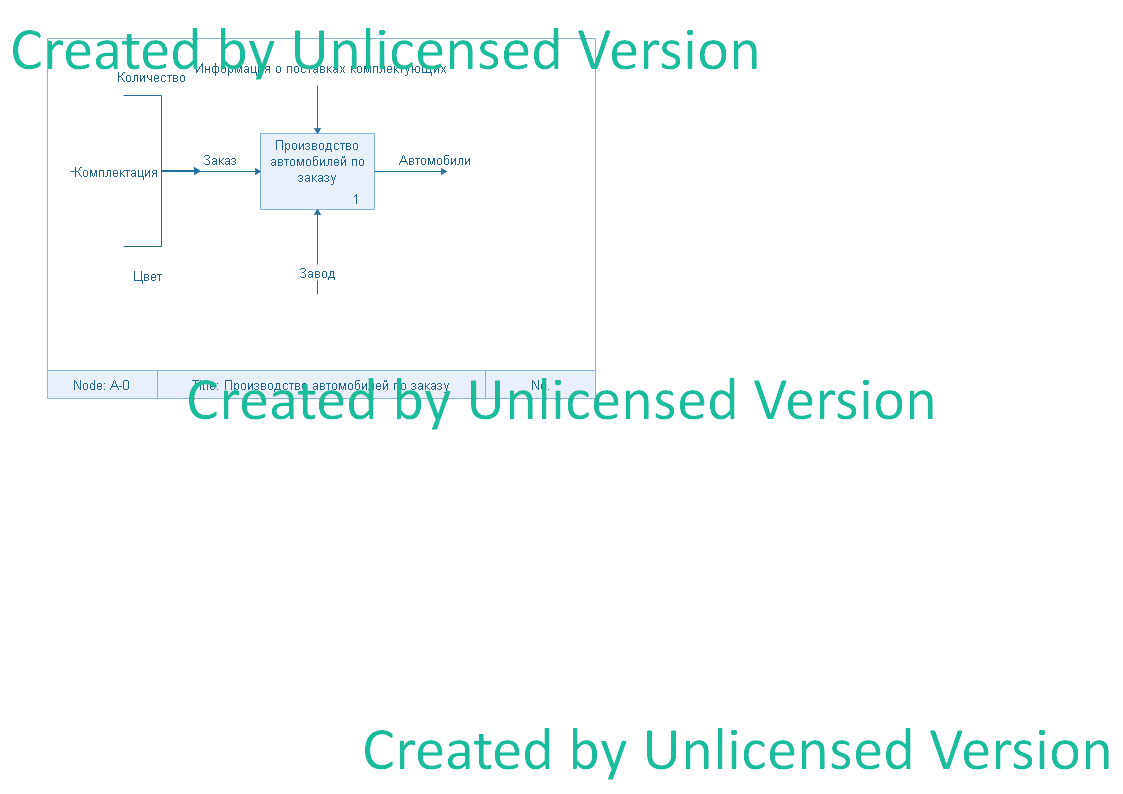 Created by Unlicensed Version
Информация о поставках комплектующих
Количество
Производство
автомобилей по
заказу
1
Заказ
Автомобили
Комплектация
Завод
Цвет
Node: A-0
Title: Производство автомобилей по заказу
No.
Created by Unlicensed Version
Created by Unlicensed Version